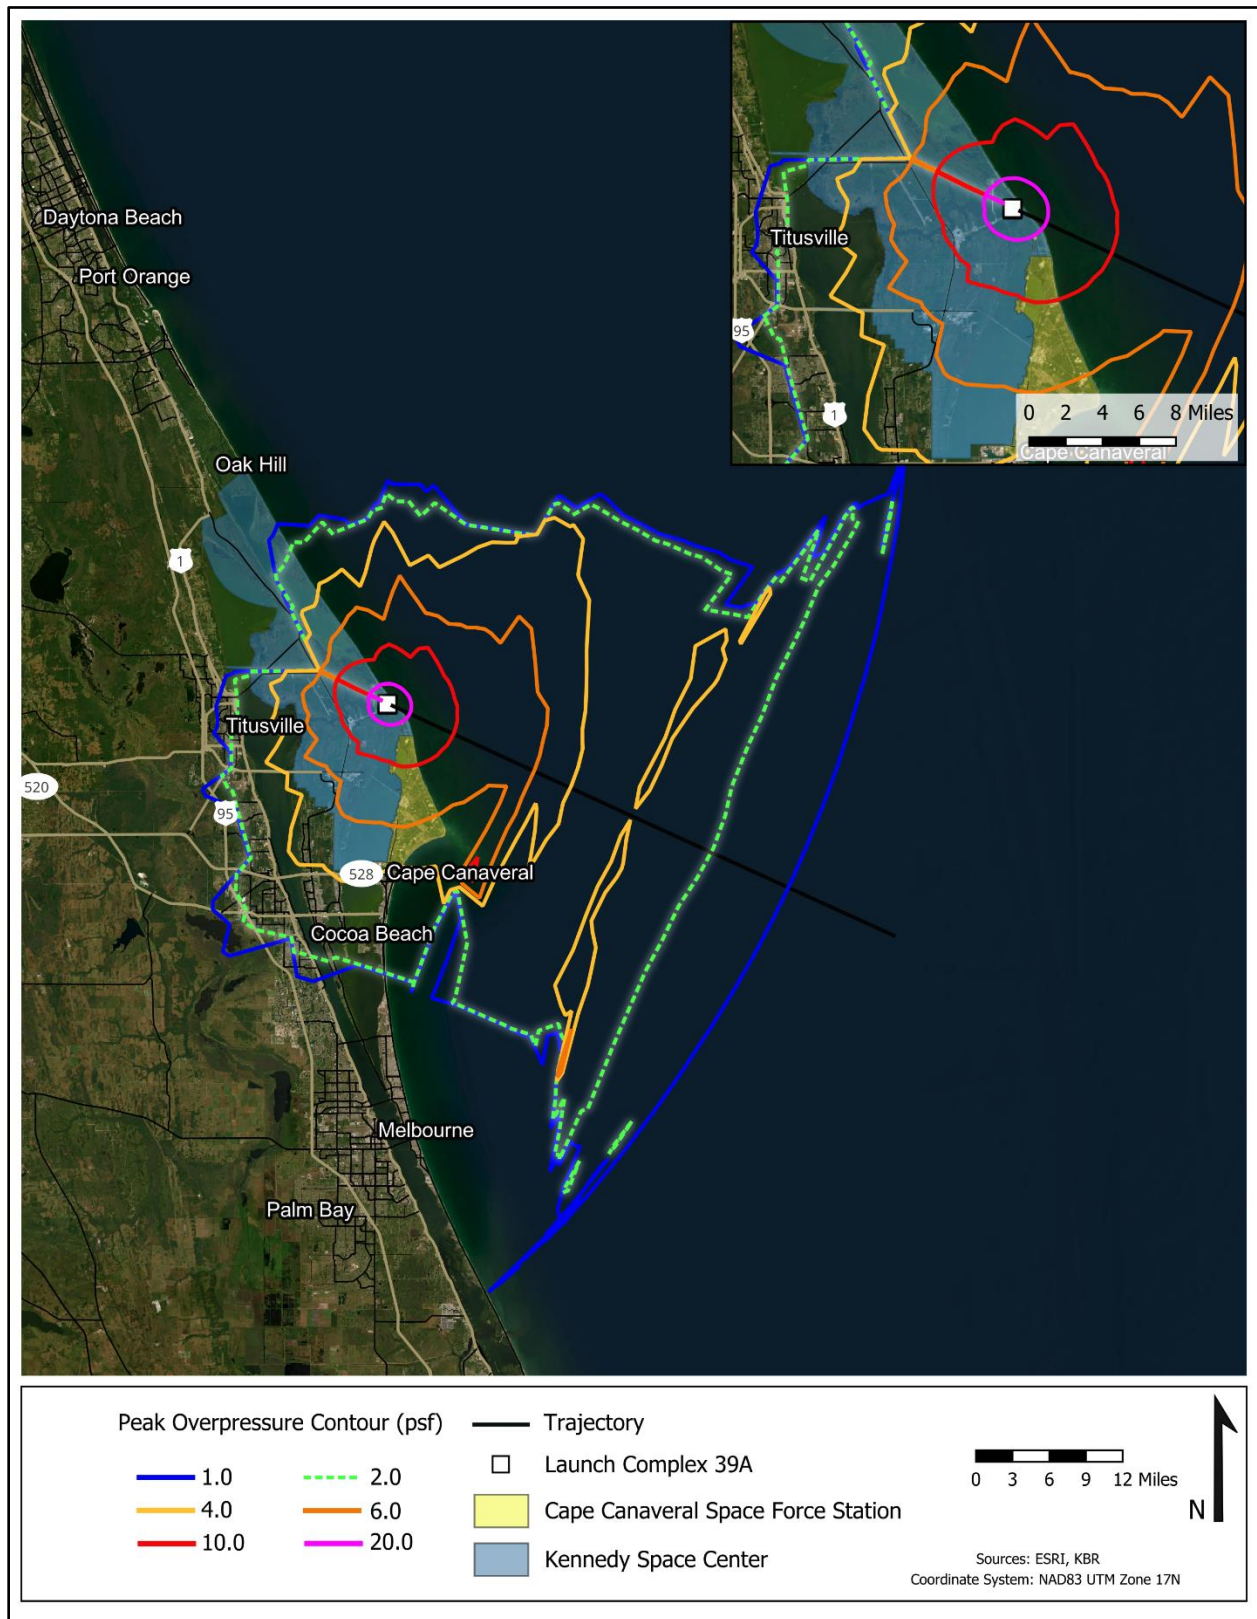 Daytona Beach
Port Orange
Oak Hill
1
Titusville
520
95
528
Cape Canaveral
Cocoa Beach
Melbourne
Palm Bay
Titusville
95
1
0 2 4 6 8 Miles
Cape Canaveral
Peak Overpressure Contour (psf)
1.0
2.0
4.0
6.0
10.0
20.0
Trajectory
Launch Complex 39A
Cape Canaveral Space Force Station
Kennedy Space Center
0 3 6 9 12 Miles
N
Sources: ESRI, KBR
Coordinate System: NAD83 UTM Zone 17N